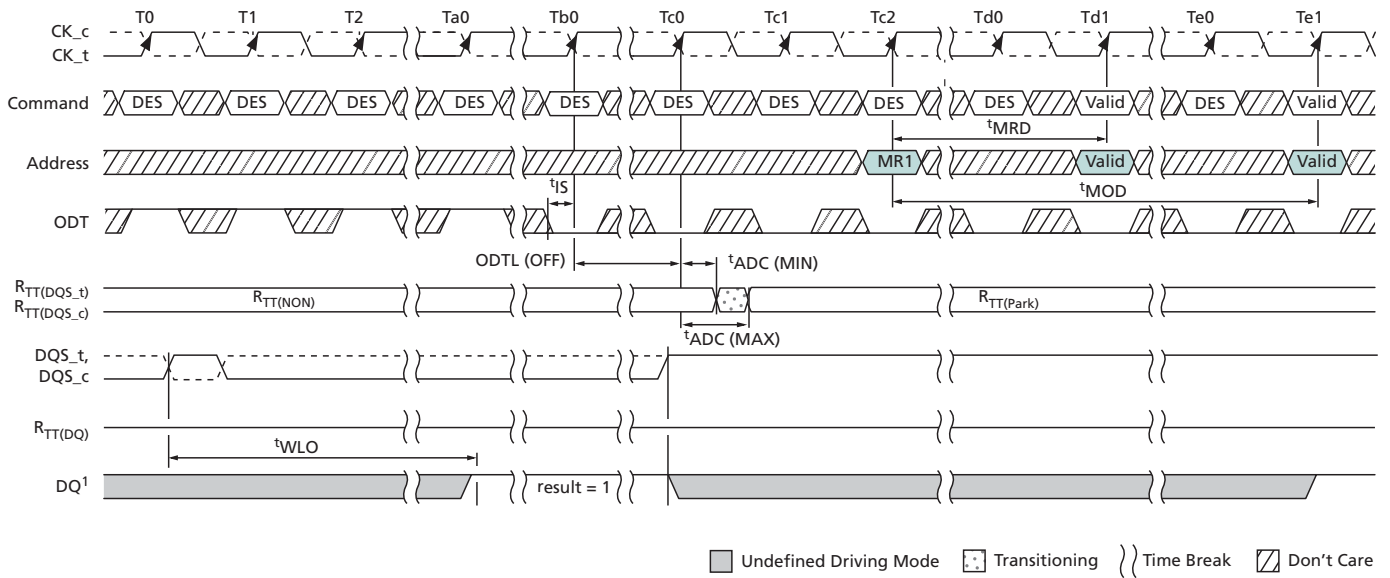 T0 T1 T2 Ta0 Tb0 Tc0 Tc1 Tc2 Td0 Td1 Te0 Te1
CK_c
CK_t
Command DES DES DES DES DES DES DES DES DES Valid DES Valid
tMRD
Address MR1 Valid Valid
tIS tMOD
ODT
ODTL (OFF) tADC (MIN)
RTT(DQS_t)
RTT(DQS_c) RTT(NON) RTT(Park)
tADC (MAX)
DQS_t,
DQS_c
RTT(DQ)
tWLO
DQ1 result = 1
Undefined Driving Mode Transitioning Time Break Don't Care